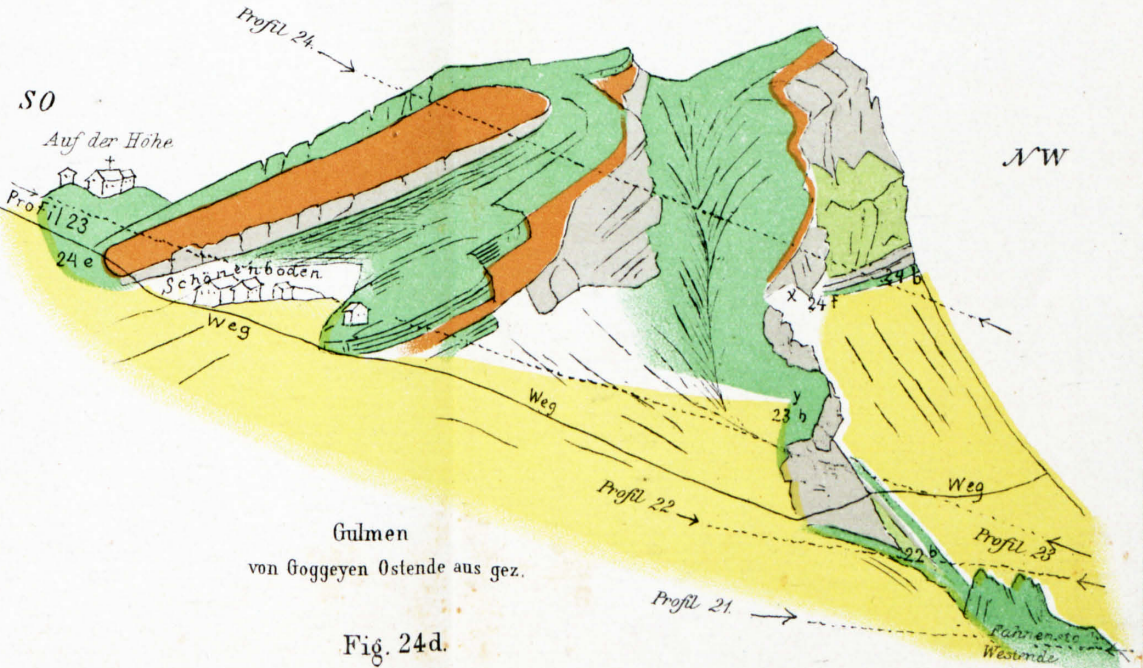 Profil 24.
SO
Auf der Höhe
NW
Profil 23
24 e
Schönenboden
24 b
x 24 f
Weg
Weg
y
23 b
Weg
Profil 22
Gulmen
von Goggeyen Ostende aus gez.
Profil 23
22 b
Profil 21.
Fahnensto
Westende
Fig. 24d.